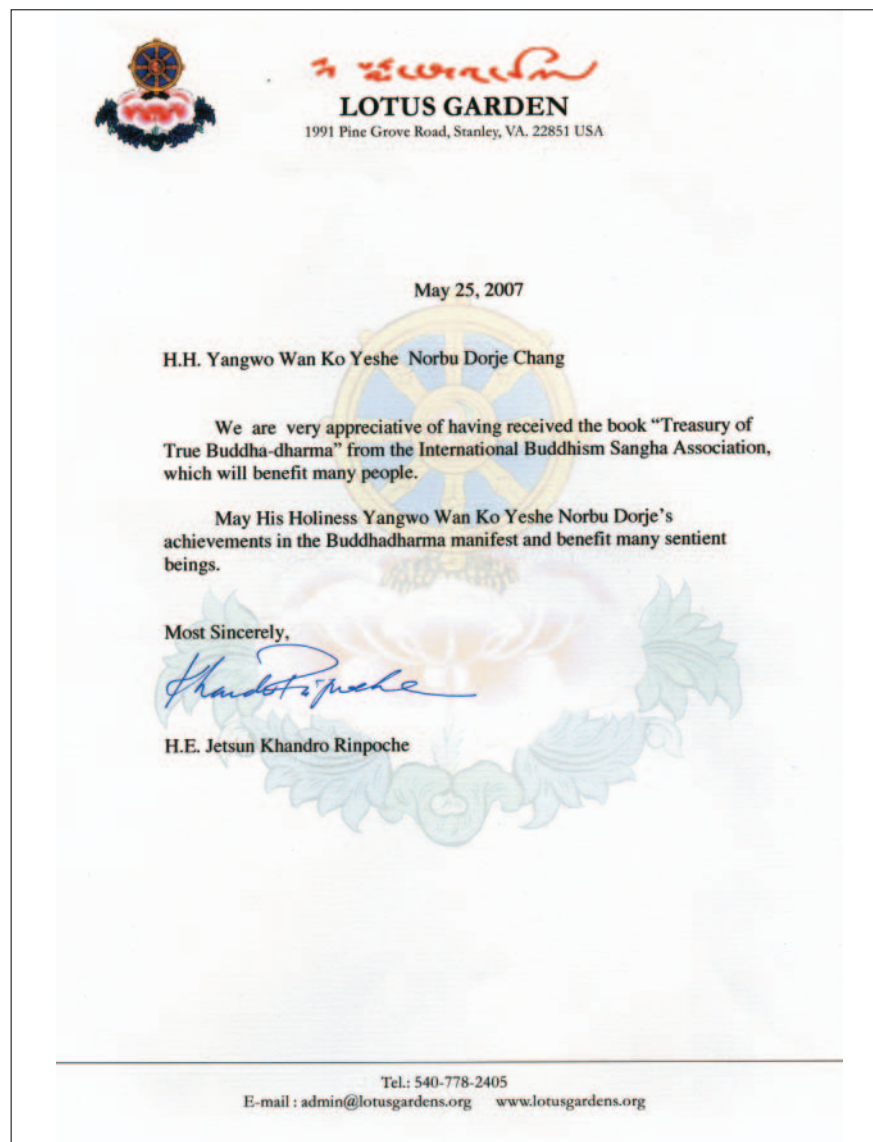 LOTUS GARDEN
1991 Pine Grove Road, Stanley, VA. 22851 USA
May 25, 2007
H.H. Yangwo Wan Ko Yeshe  Norbu Dorje Chang
We are  very appreciative of having received the book “Treasury of
True Buddha-dharma” from the International Buddhism Sangha Association,
which will benefit many people.
May His Holiness Yangwo Wan Ko Yeshe Norbu Dorje’s
achievements in the Buddhadharma manifest and benefit many sentient
beings.
Most Sincerely,
Khandro Rinpoche
H.E. Jetsun Khandro Rinpoche
Tel.: 540-778-2405
E-mail : admin@lotusgardens.org    www.lotusgardens.org